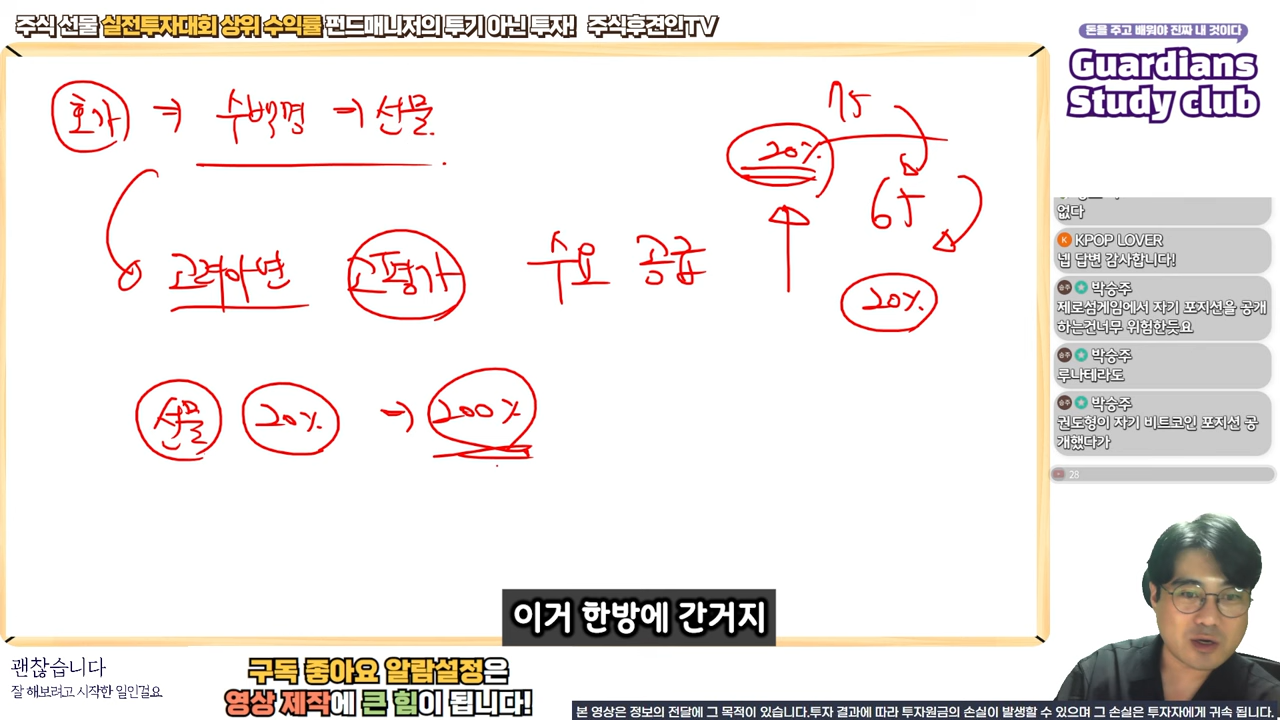 주식 선물 실전투자대회 상위 수익률 펀드매니저의 투기 아닌 투자! 주식후견인TV
돈을 주고 배워야 진짜 내 것이다
Guardians
Study club
호가 → 수백명 → 선물
75
20%
65
20%
고려아연 고평가 수요 공급
선물 20% → 200%
없다
KPOP LOVER
넵 답변 감사합니다!
박승주
제로섬게임에서 자기 포지션을 공개
하는건너무 위험한듯요
박승주
루나테라도
박승주
권도형이 자기 비트코인 포지션 공
개했다가
28
이거 한방에 간거지
괜찮습니다
잘 해보려고 시작한 일인걸요
구독 좋아요 알람설정은
영상 제작에 큰 힘이 됩니다!
본 영상은 정보의 전달에 그 목적이 있습니다.투자 결과에 따라 투자원금의 손실이 발생할 수 있으며 그 손실은 투자자에게 귀속 됩니다.